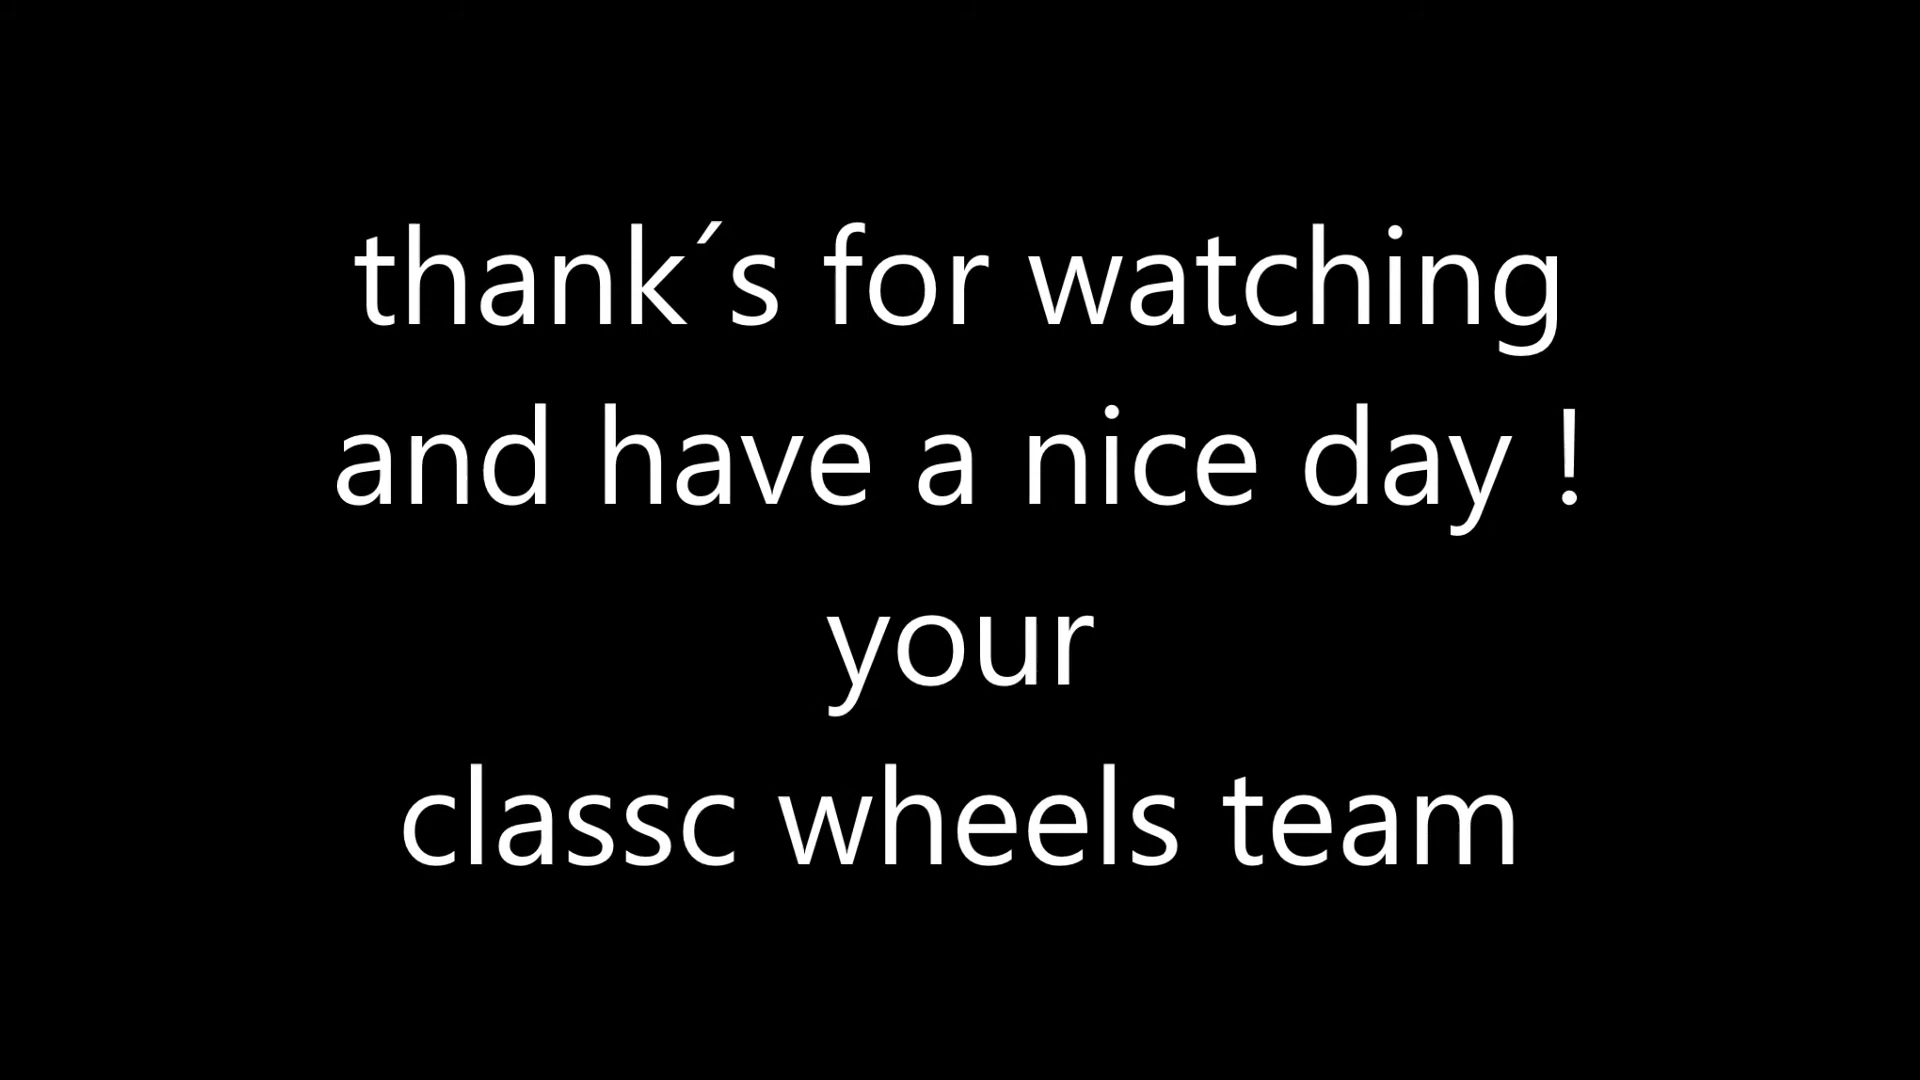 thank´s for watching
and have a nice day !
your
classc wheels team